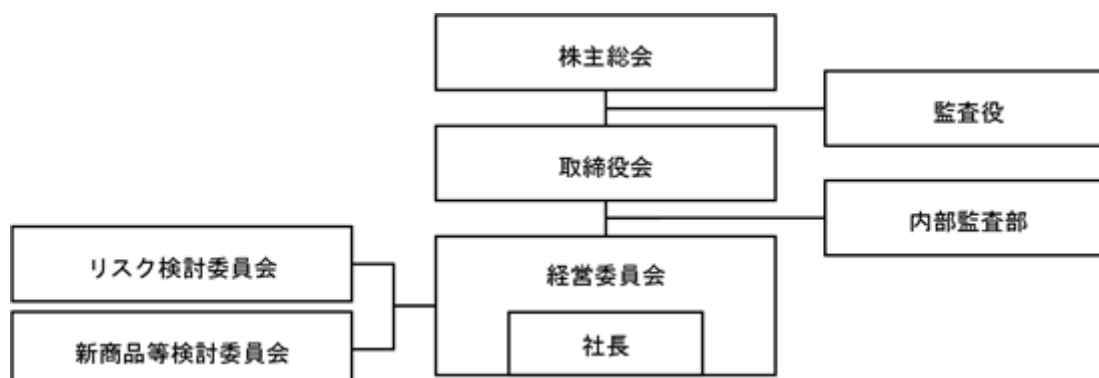 株主総会
監査役
取締役会
内部監査部
リスク検討委員会
経営委員会
社長
新商品等検討委員会